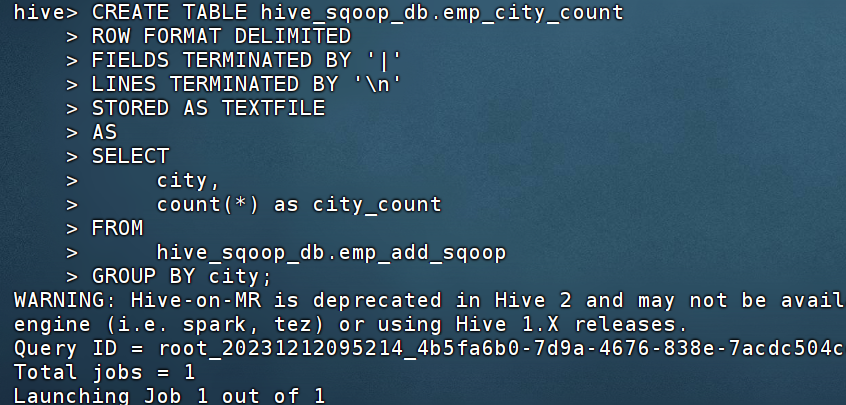 hive> CREATE TABLE hive_sqoop_db.emp_city_count
    > ROW FORMAT DELIMITED
    > FIELDS TERMINATED BY '|'
    > LINES TERMINATED BY '\n'
    > STORED AS TEXTFILE
    > AS
    > SELECT
    >      city,
    >      count(*) as city_count
    > FROM
    >      hive_sqoop_db.emp_add_sqoop
    > GROUP BY city;
WARNING: Hive-on-MR is deprecated in Hive 2 and may not be avail
engine (i.e. spark, tez) or using Hive 1.X releases.
Query ID = root_20231212095214_4b5fa6b0-7d9a-4676-838e-7acdc504c
Total jobs = 1
Launching Job 1 out of 1